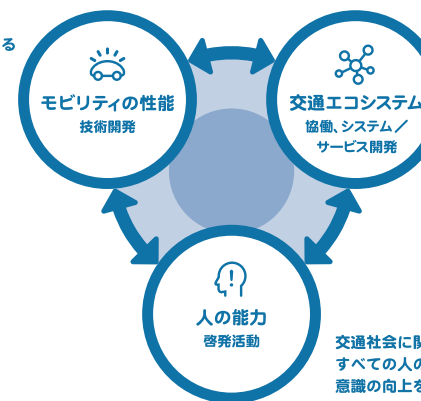 る
モビリティの性能
技術開発
交通エコシステム
協働、システム／
サービス開発
人の能力
啓発活動
交通社会に
すべての人の
意識の向上を